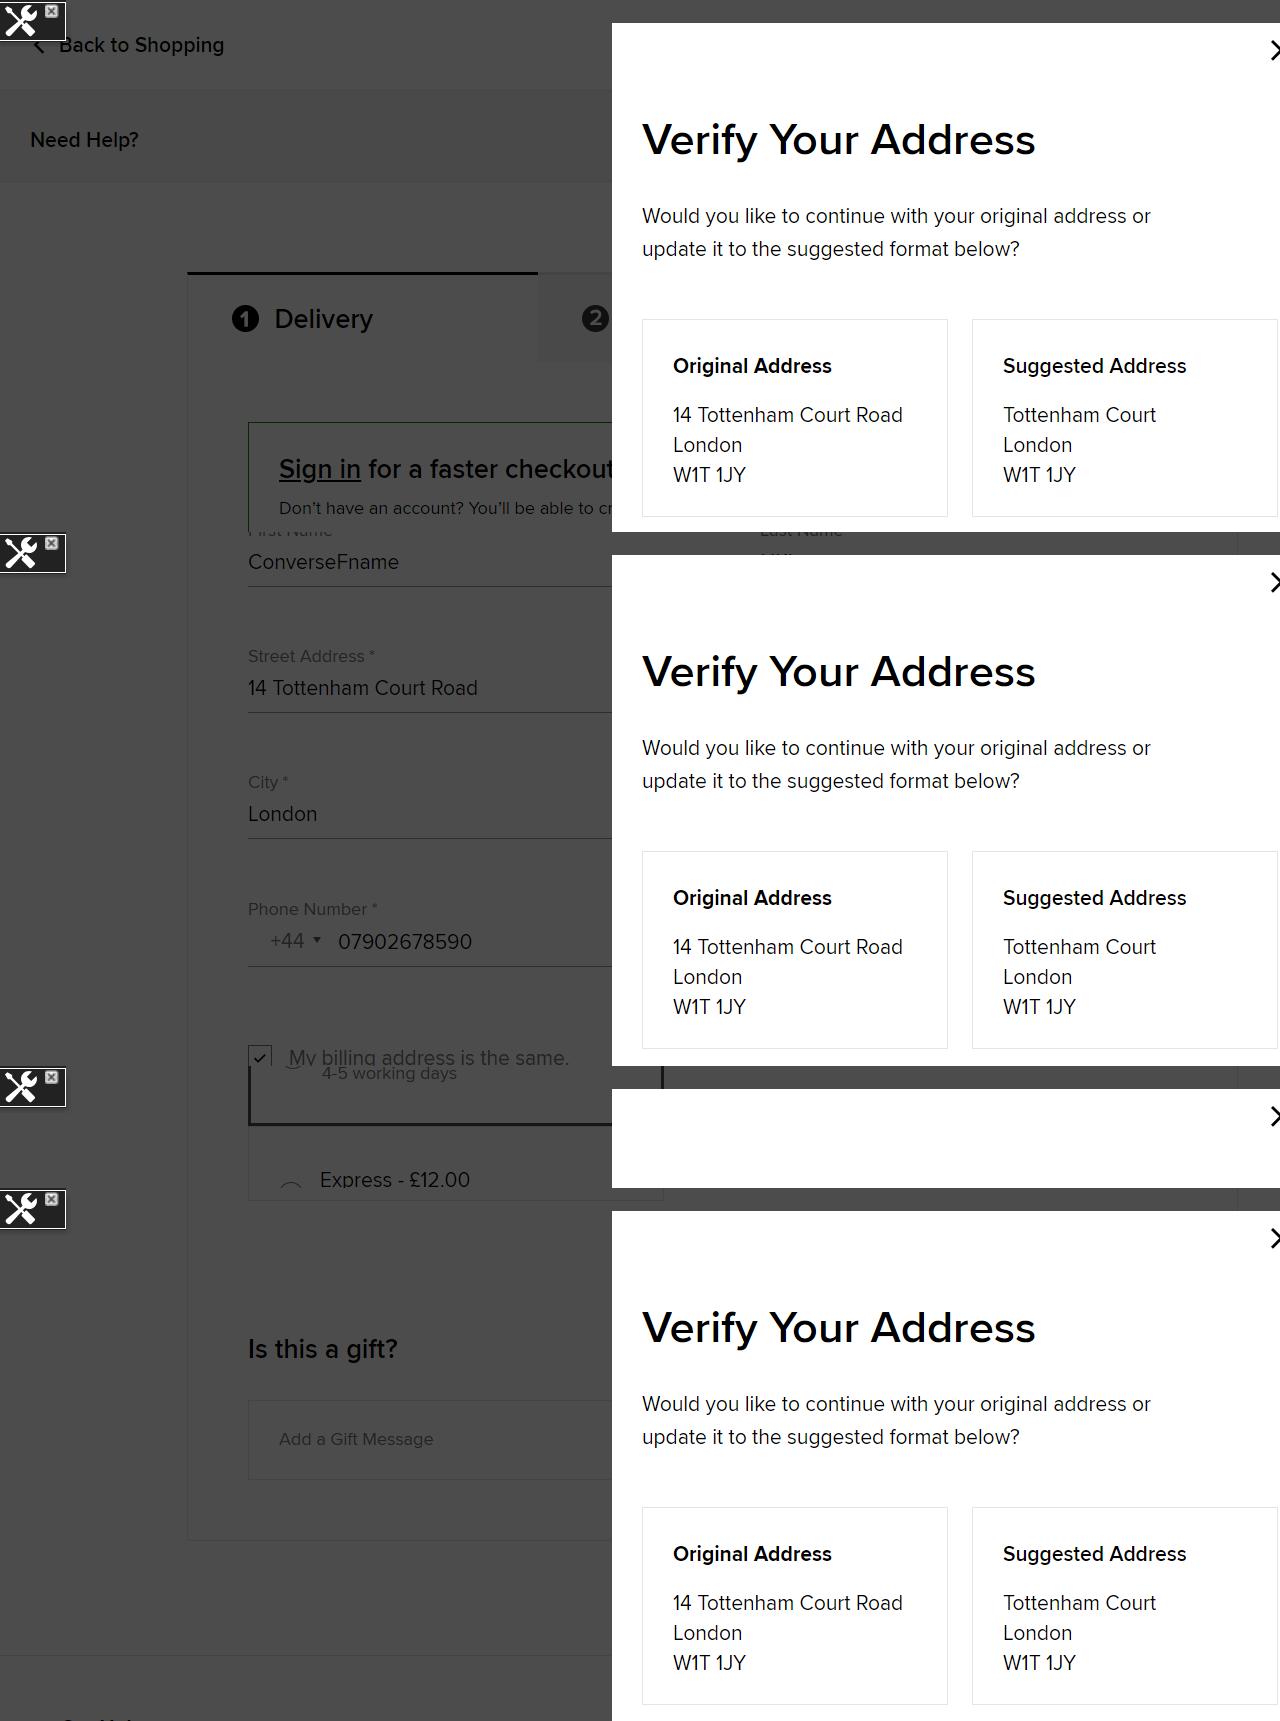 Back to Shopping
Need Help?
1 Delivery
2
Sign in for a faster checkout
Don't have an account? You'll be able to cr
Verify Your Address
Would you like to continue with your original address or
update it to the suggested format below?
Original Address
14 Tottenham Court Road
London
W1T 1JY
Suggested Address
Tottenham Court
London
W1T 1JY
First Name
Last Name
ConverseFname
Street Address *
14 Tottenham Court Road
City *
London
Phone Number *
+44 07902678590
My billing address is the same.
Verify Your Address
Would you like to continue with your original address or
update it to the suggested format below?
Original Address
14 Tottenham Court Road
London
W1T 1JY
Suggested Address
Tottenham Court
London
W1T 1JY
4-5 working days
Express - £12.00
Is this a gift?
Add a Gift Message
Verify Your Address
Would you like to continue with your original address or
update it to the suggested format below?
Original Address
14 Tottenham Court Road
London
W1T 1JY
Suggested Address
Tottenham Court
London
W1T 1JY